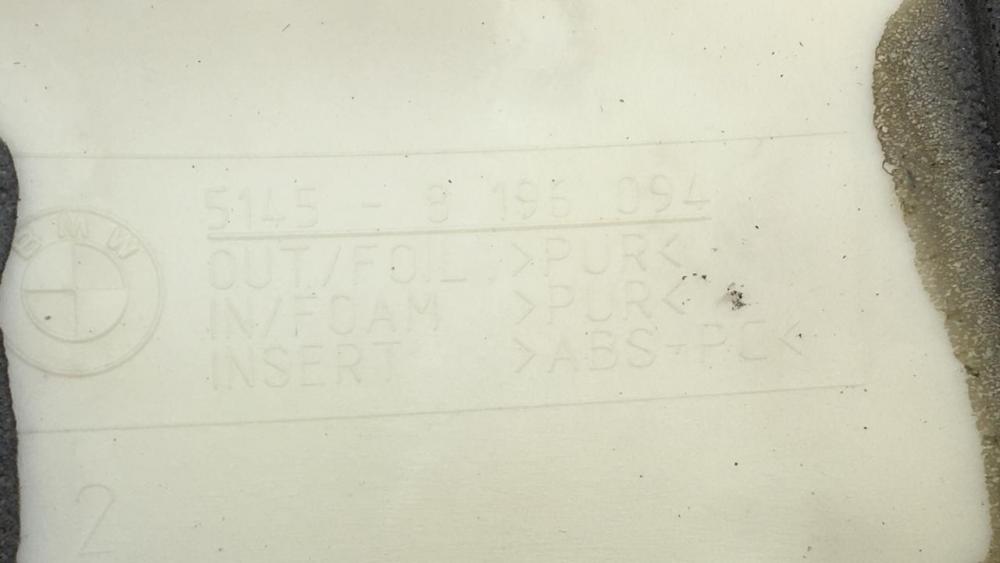 BMW
5145 - 8 196 094
OUT/FOIL >PUR<
IN/FOAM >PUR<
INSERT >ABS+PC<
2